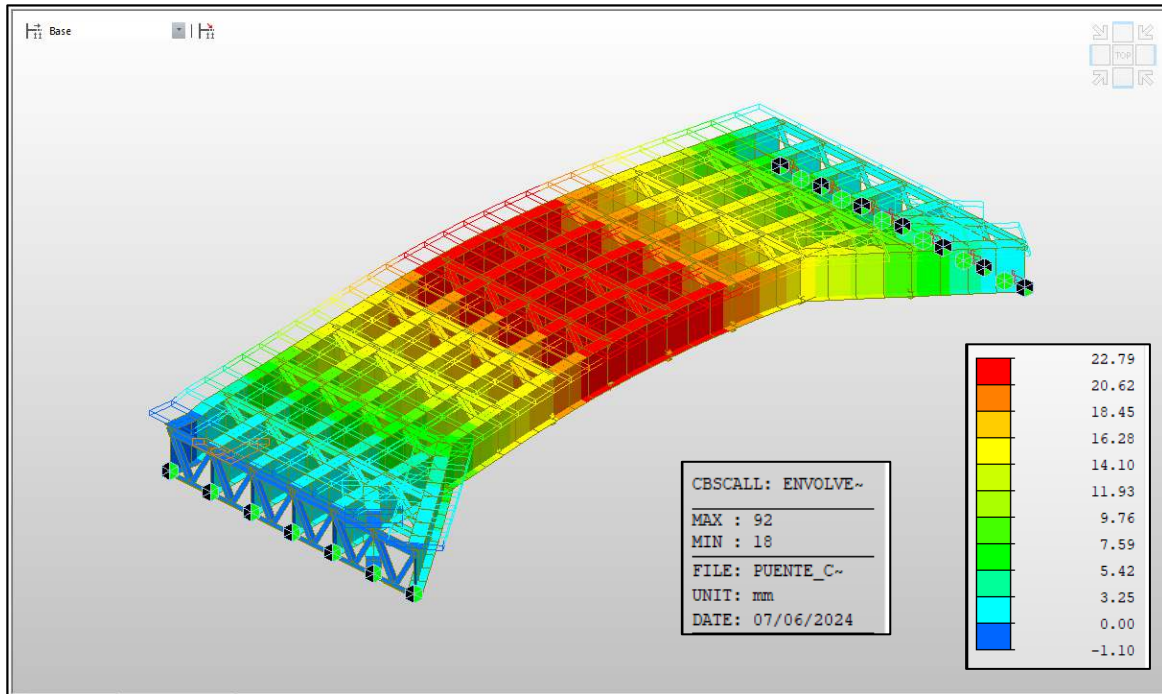 Base
TOP
22.79
20.62
18.45
16.28
14.10
11.93
9.76
7.59
5.42
3.25
0.00
-1.10
CBSCALL: ENVOLVE~
MAX : 92
MIN : 18
FILE: PUENTE_C~
UNIT: mm
DATE: 07/06/2024